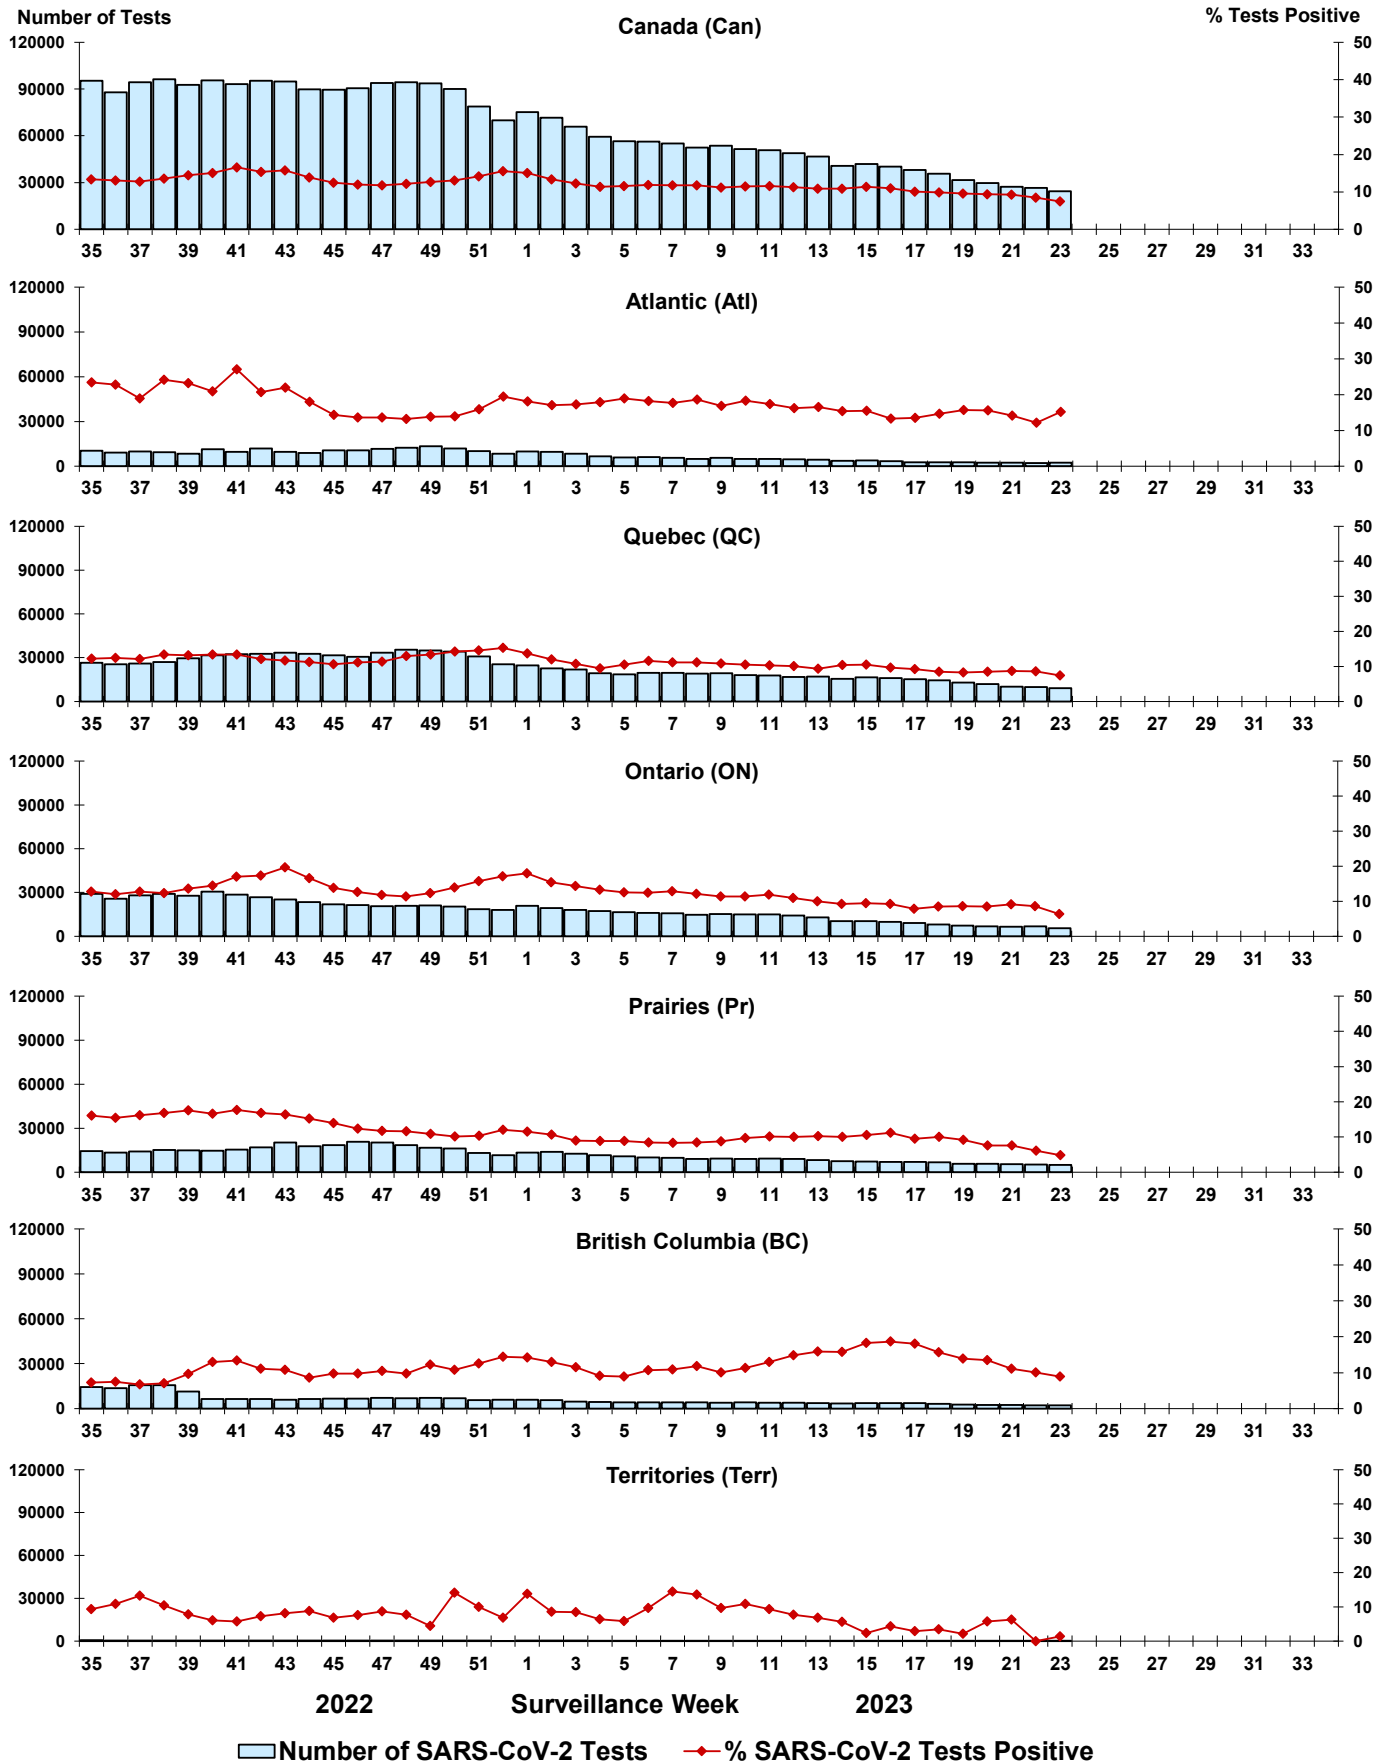 Number of Tests % Tests Positive
Canada (Can)
120000 50
90000 40
60000 30
30000 20
0 10
0
35 37 39 41 43 45 47 49 51 1 3 5 7 9 11 13 15 17 19 21 23 25 27 29 31 33
Atlantic (Atl)
120000 50
90000 40
60000 30
30000 20
0 10
0
35 37 39 41 43 45 47 49 51 1 3 5 7 9 11 13 15 17 19 21 23 25 27 29 31 33
Quebec (QC)
120000 50
90000 40
60000 30
30000 20
0 10
0
35 37 39 41 43 45 47 49 51 1 3 5 7 9 11 13 15 17 19 21 23 25 27 29 31 33
Ontario (ON)
120000 50
90000 40
60000 30
30000 20
0 10
0
35 37 39 41 43 45 47 49 51 1 3 5 7 9 11 13 15 17 19 21 23 25 27 29 31 33
Prairies (Pr)
120000 50
90000 40
60000 30
30000 20
0 10
0
35 37 39 41 43 45 47 49 51 1 3 5 7 9 11 13 15 17 19 21 23 25 27 29 31 33
British Columbia (BC)
120000 50
90000 40
60000 30
30000 20
0 10
0
35 37 39 41 43 45 47 49 51 1 3 5 7 9 11 13 15 17 19 21 23 25 27 29 31 33
Territories (Terr)
120000 50
90000 40
60000 30
30000 20
0 10
0
35 37 39 41 43 45 47 49 51 1 3 5 7 9 11 13 15 17 19 21 23 25 27 29 31 33
2022 Surveillance Week 2023
Number of SARS-CoV-2 Tests % SARS-CoV-2 Tests Positive